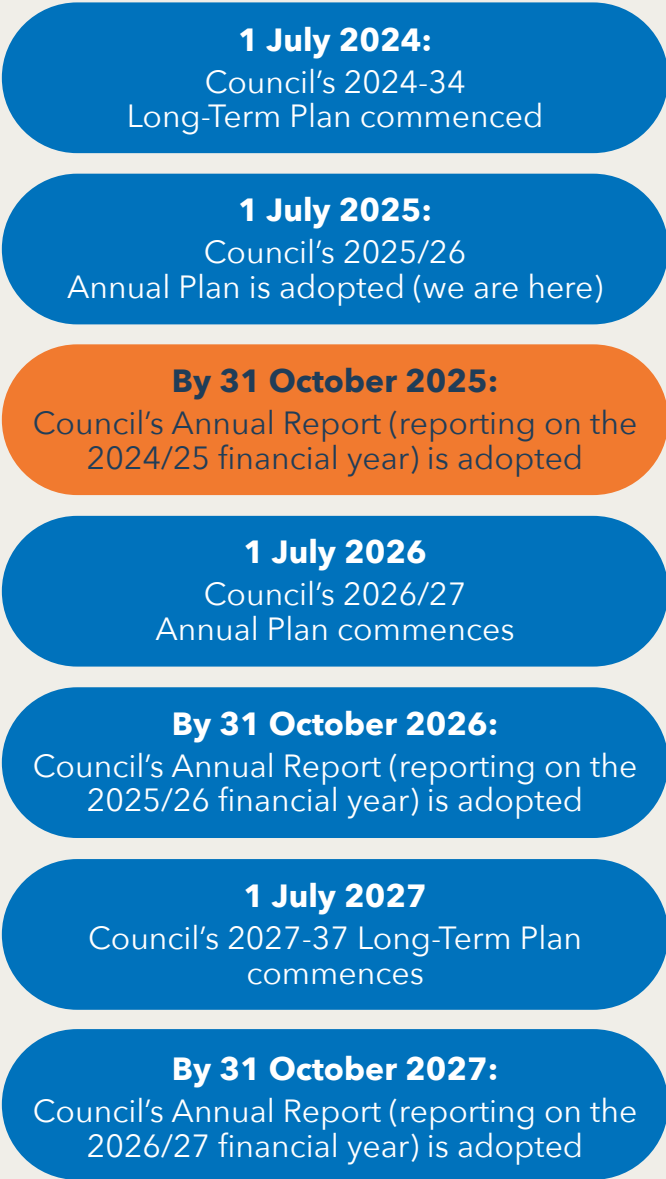 1 July 2024:
Council’s 2024-34
Long-Term Plan commenced
1 July 2025:
Council’s 2025/26
Annual Plan is adopted (we are here)
By 31 October 2025:
Council’s Annual Report (reporting on the
2024/25 financial year) is adopted
1 July 2026
Council’s 2026/27
Annual Plan commences
By 31 October 2026:
Council’s Annual Report (reporting on the
2025/26 financial year) is adopted
1 July 2027
Council’s 2027-37 Long-Term Plan
commences
By 31 October 2027:
Council’s Annual Report (reporting on the
2026/27 financial year) is adopted